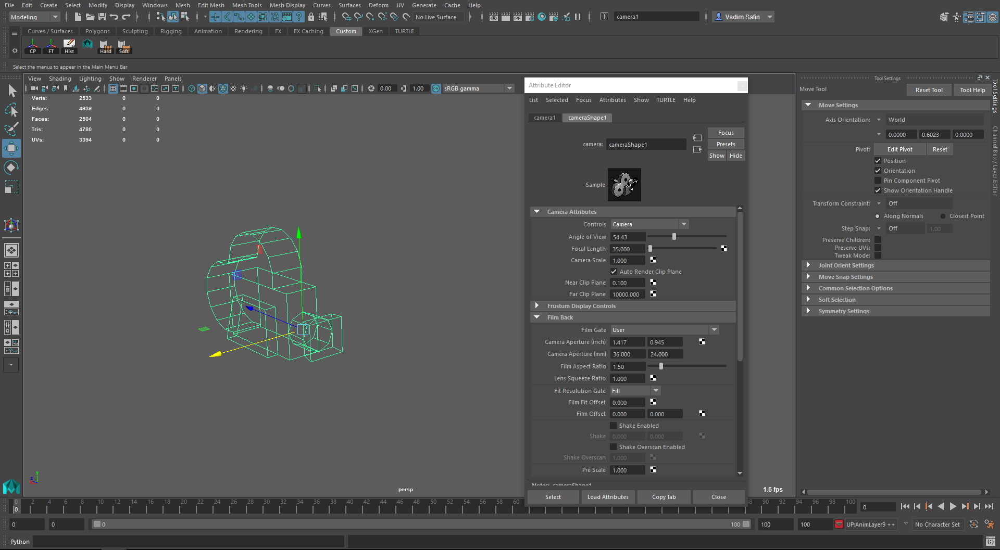 File Edit Create Select Modify Display Windows Mesh Edit Mesh Mesh Tools Mesh Display Curves Surfaces Deform UV Generate Cache Help
Modeling No Live Surface IPR camera1 Vadim Safin
Curves / Surfaces Polygons Sculpting Rigging Animation Rendering FX FX Caching Custom XGen TURTLE
CP FT Hist Hard Soft
Select the menus to appear in the Main Menu Bar
View Shading Lighting Show Renderer Panels
0.00 1.00 sRGB gamma
Verts: 2533 0 0
Edges: 4939 0 0
Faces: 2504 0 0
Tris: 4780 0 0
UVs: 3394 0 0
y
z
persp
1.6 fps
Attribute Editor
List Selected Focus Attributes Show TURTLE Help
camera1 cameraShape1
Focus
camera: cameraShape1 Presets
Show Hide
Sample
Camera Attributes
Controls Camera
Angle of View 54.43
Focal Length 35.000
Camera Scale 1.000
Auto Render Clip Plane
Near Clip Plane 0.100
Far Clip Plane 10000.000
Frustum Display Controls
Film Back
Film Gate User
Camera Aperture (inch) 1.417 0.945
Camera Aperture (mm) 36.000 24.000
Film Aspect Ratio 1.50
Lens Squeeze Ratio 1.000
Fit Resolution Gate Fill
Film Fit Offset 0.000
Film Offset 0.000 0.000
Shake Enabled
Shake 0.000 0.000
Shake Overscan Enabled
Shake Overscan 1.000
Pre Scale 1.000
Notes: cameraShape1
Select Load Attributes Copy Tab Close
Tool Settings
Move Tool Reset Tool Tool Help
Move Settings
Axis Orientation: World
0.0000 0.6023 0.0000
Pivot: Edit Pivot Reset
Position
Orientation
Pin Component Pivot
Show Orientation Handle
Transform Constraint: Off
Along Normals Closest Point
Step Snap: Off 1.00
Preserve Children:
Preserve UVs:
Tweak Mode:
Joint Orient Settings
Move Snap Settings
Common Selection Options
Soft Selection
Symmetry Settings
Tool Settings
Channel Box / Layer Editor
0 2 4 6 8 10 12 14 16 18 20 22 24 26 28 30 32 34 36 38 40 42 44 46 48 50 52 54 56 58 60 88 90 92 94 96 98 100
0 0
0 0 0 100 100 100 UP:AnimLayer9 ++ No Character Set
Python